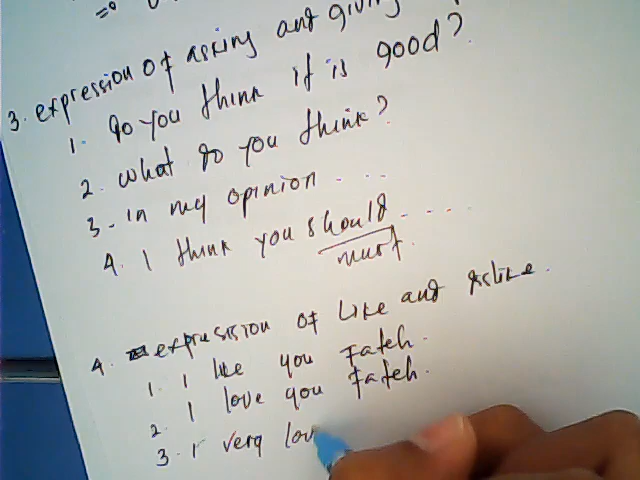 3. expression of asking and giving
1. do you think it is good?
2. what do you think?
3. in my opinion ...
4. I think you should ....
must.
4. expression of like and dislike.
1. I like you Fateh.
2. I love you Fateh.
3. I very lov